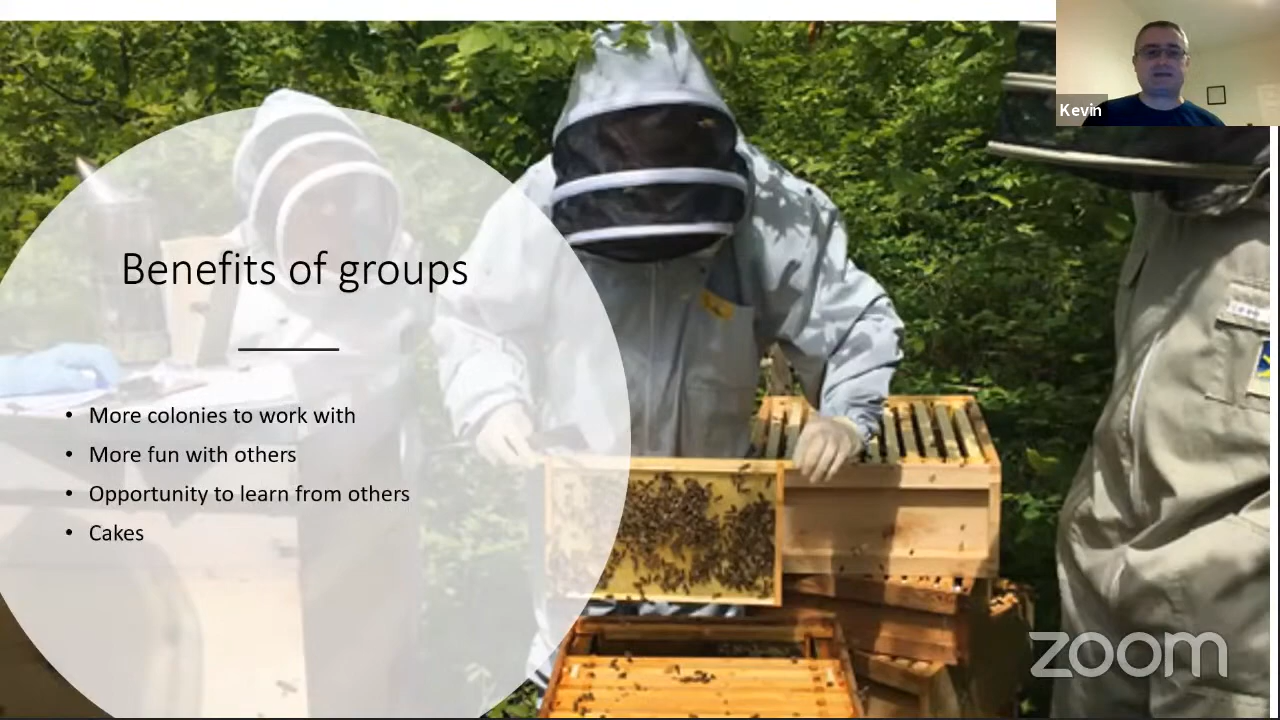 Kevin
Benefits of groups
• More colonies to work with
• More fun with others
• Opportunity to learn from others
• Cakes
zoom